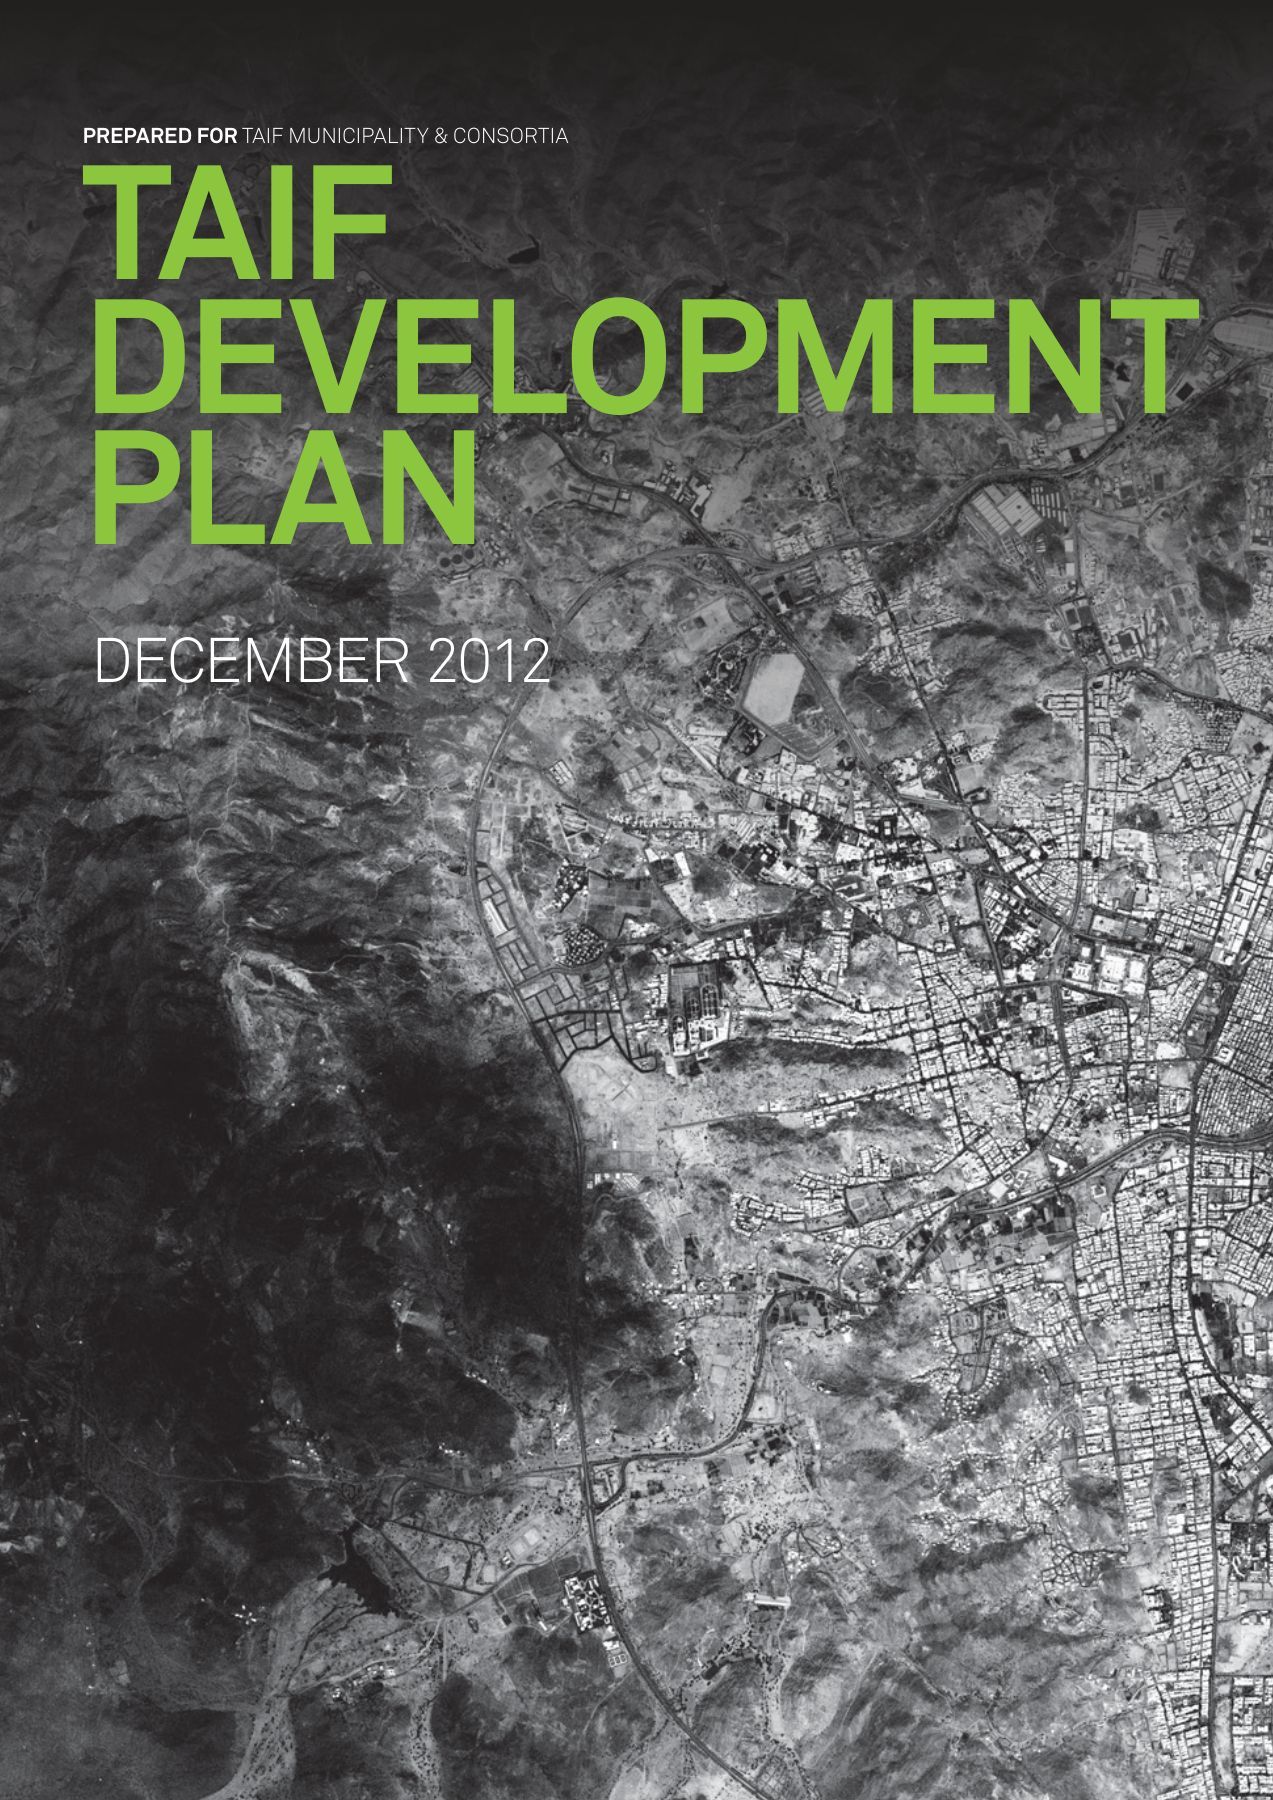 PREPARED FOR TAIF MUNICIPALITY & CONSORTIA
TAIF
DEVELOPMENT
PLAN
DECEMBER 2012